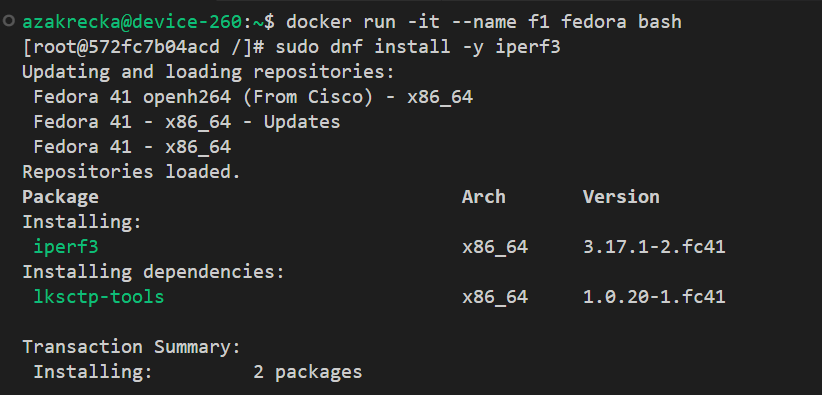 azakrecka@device-260:~$ docker run -it --name f1 fedora bash
[root@572fc7b04acd /]# sudo dnf install -y iperf3
Updating and loading repositories:
 Fedora 41 openh264 (From Cisco) - x86_64
 Fedora 41 - x86_64 - Updates
 Fedora 41 - x86_64
Repositories loaded.
Package                                 Arch       Version
Installing:
 iperf3                                 x86_64     3.17.1-2.fc41
Installing dependencies:
 lksctp-tools                           x86_64     1.0.20-1.fc41

Transaction Summary:
 Installing:         2 packages